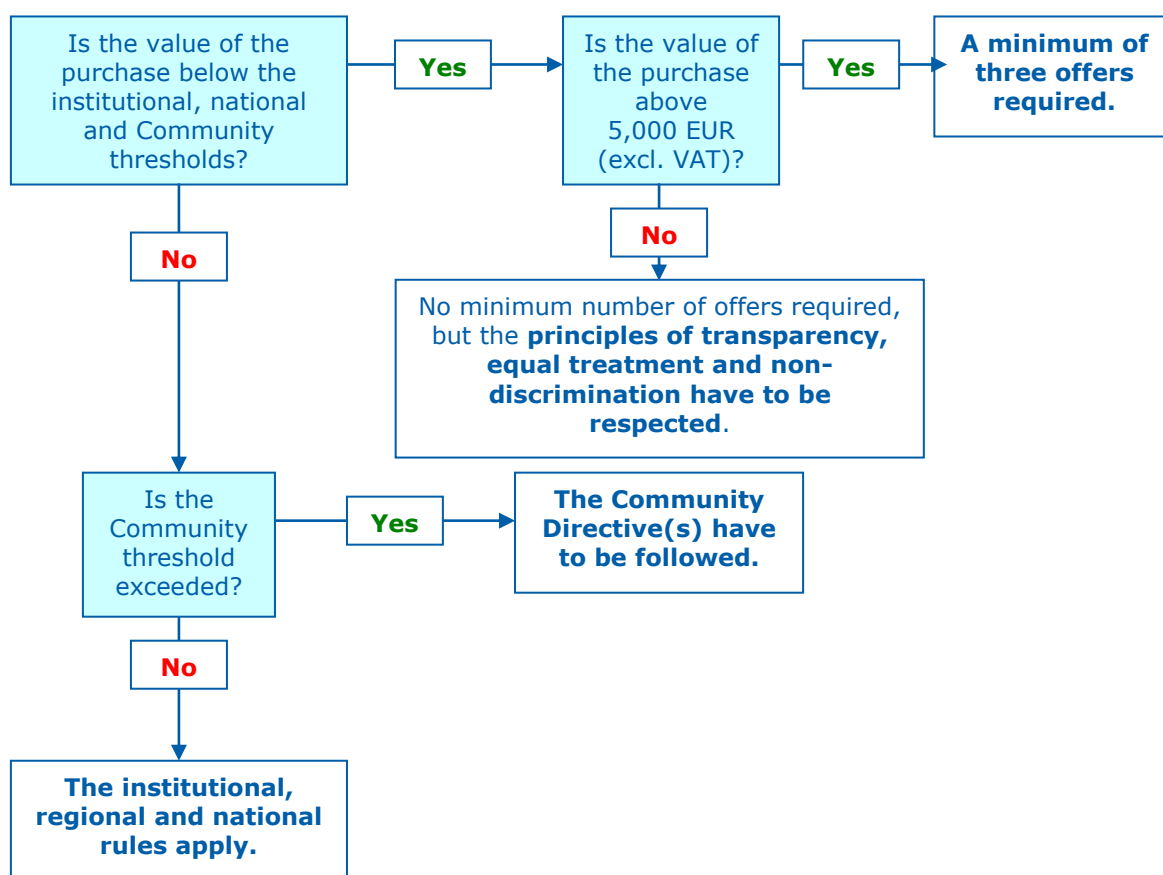 Is the value of the
purchase below the
institutional, national
and Community
thresholds?
Yes
Is the value of
the purchase
above
5,000 EUR
(excl. VAT)?
Yes
A minimum of
three offers
required.
No
No
No minimum number of offers required,
but the principles of transparency,
equal treatment and non-
discrimination have to be
respected.
Is the
Community
threshold
exceeded?
Yes
The Community
Directive(s) have
to be followed.
No
The institutional,
regional and national
rules apply.